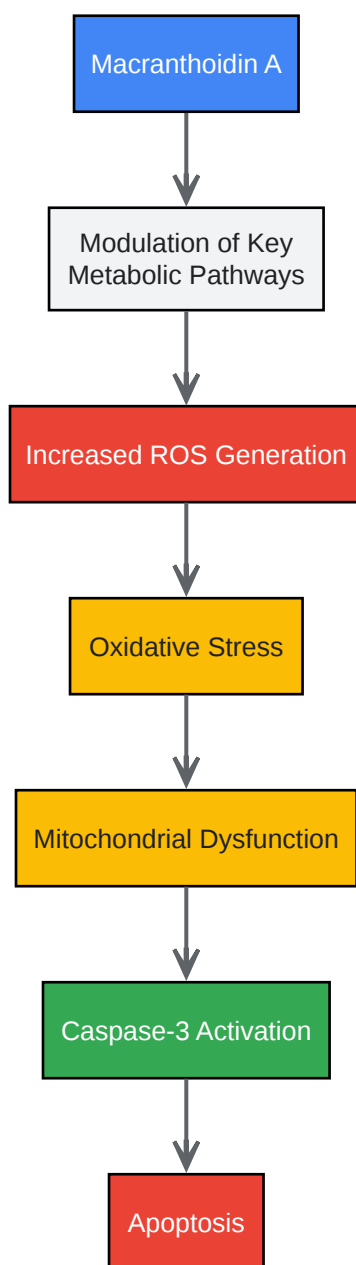 Macranthoidin A
Modulation of Key
Metabolic Pathways
Increased ROS Generation
Oxidative Stress
Mitochondrial Dysfunction
Caspase-3 Activation
Apoptosis